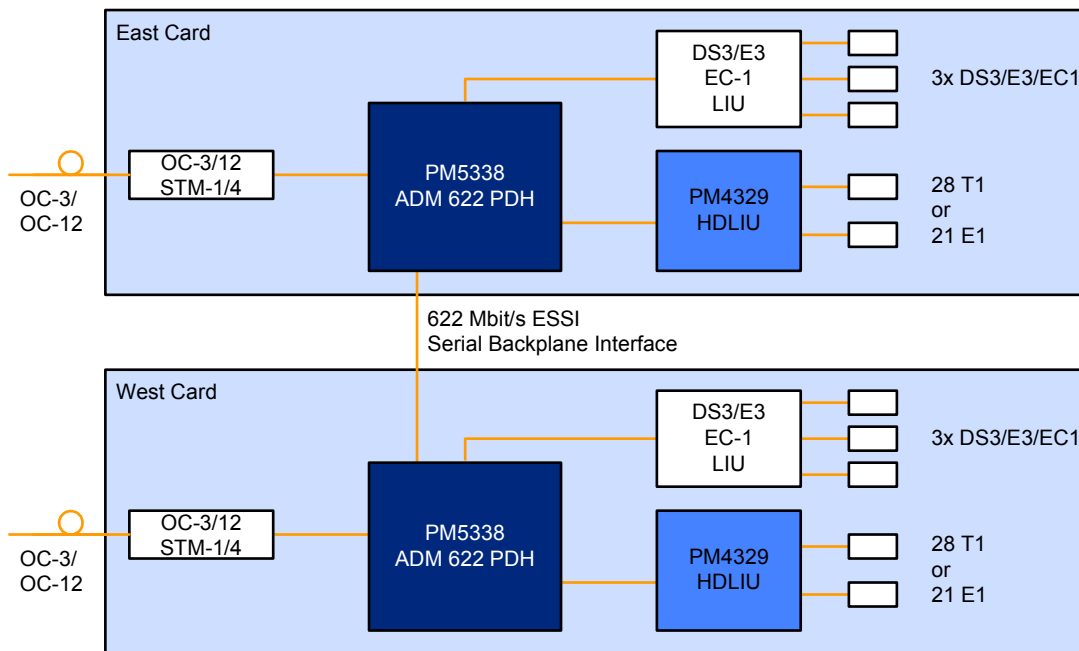 East Card
DS3/E3
EC-1
LIU
3x DS3/E3/EC1
OC-3/
OC-12
OC-3/12
STM-1/4
PM5338
ADM 622 PDH
PM4329
HDLIU
28 T1
or
21 E1
622 Mbit/s ESSI
Serial Backplane Interface
West Card
DS3/E3
EC-1
LIU
3x DS3/E3/EC1
OC-3/
OC-12
OC-3/12
STM-1/4
PM5338
ADM 622 PDH
PM4329
HDLIU
28 T1
or
21 E1